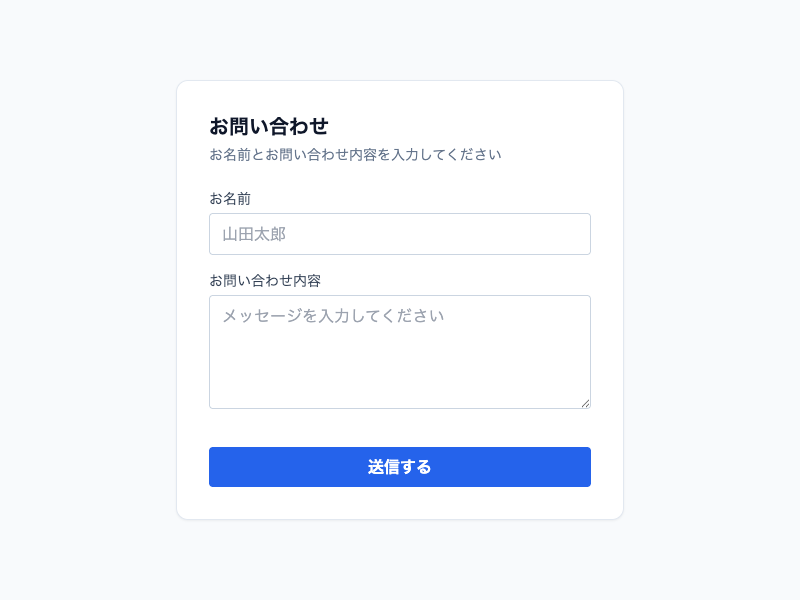 お問い合わせ
お名前とお問い合わせ内容を入力してください
お名前
山田太郎
お問い合わせ内容
メッセージを入力してください
送信する